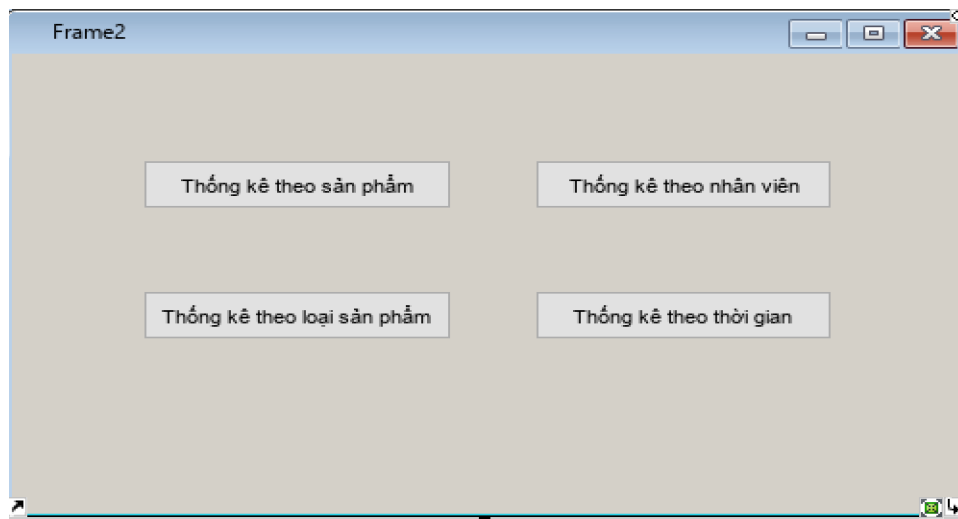 Frame2
Thống kê theo sản phẩm
Thống kê theo nhân viên
Thống kê theo loại sản phẩm
Thống kê theo thời gian